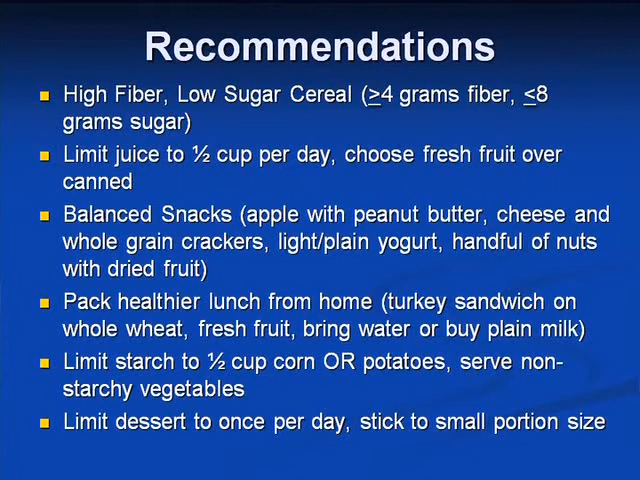 Recommendations
High Fiber, Low Sugar Cereal (≥4 grams fiber, ≤8
grams sugar)
Limit juice to ½ cup per day, choose fresh fruit over
canned
Balanced Snacks (apple with peanut butter, cheese and
whole grain crackers, light/plain yogurt, handful of nuts
with dried fruit)
Pack healthier lunch from home (turkey sandwich on
whole wheat, fresh fruit, bring water or buy plain milk)
Limit starch to ½ cup corn OR potatoes, serve non-
starchy vegetables
Limit dessert to once per day, stick to small portion size